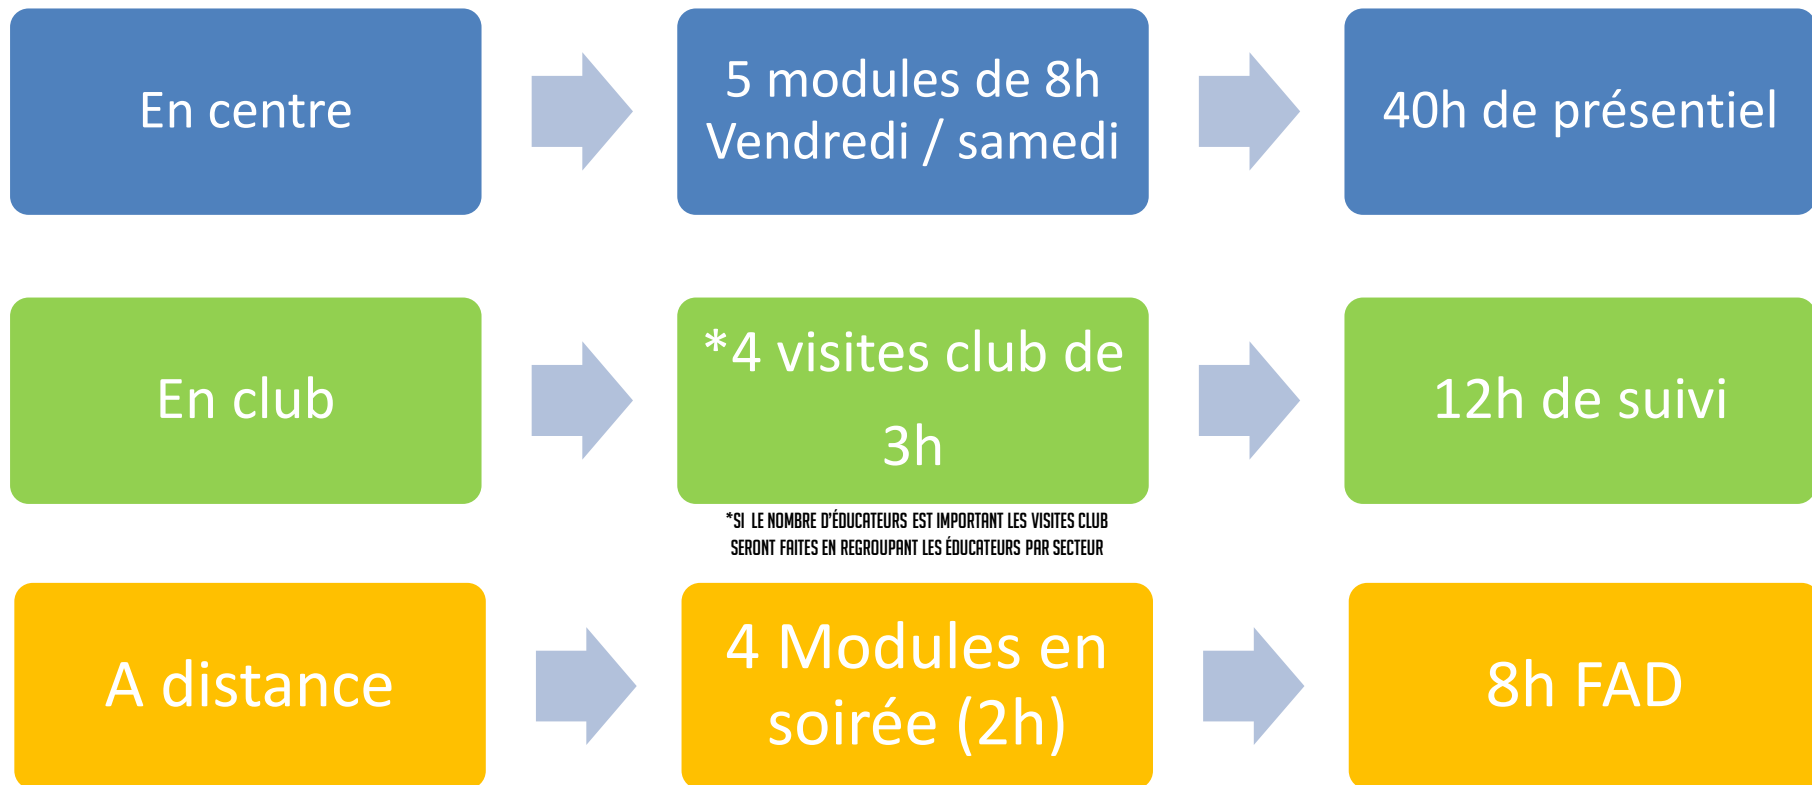 En centre
5 modules de 8h
Vendredi / samedi
40h de présentiel
En club
*4 visites club de
3h
12h de suivi
*SI LE NOMBRE D'ÉDUCATEURS EST IMPORTANT LES VISITES CLUB
SERONT FAITES EN REGROUPANT LES ÉDUCATEURS PAR SECTEUR
A distance
4 Modules en
soirée (2h)
8h FAD